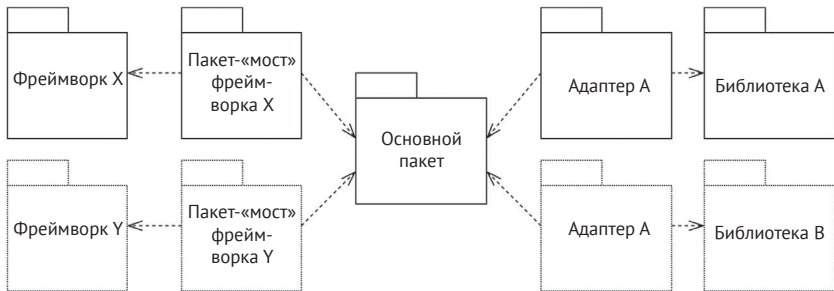 Фреймворк X
Пакет-«мост»
фрейм-
ворка X
Основной
пакет
Адаптер A
Библиотека A
Фреймворк Y
Пакет-«мост»
фрейм-
ворка Y
Адаптер A
Библиотека B